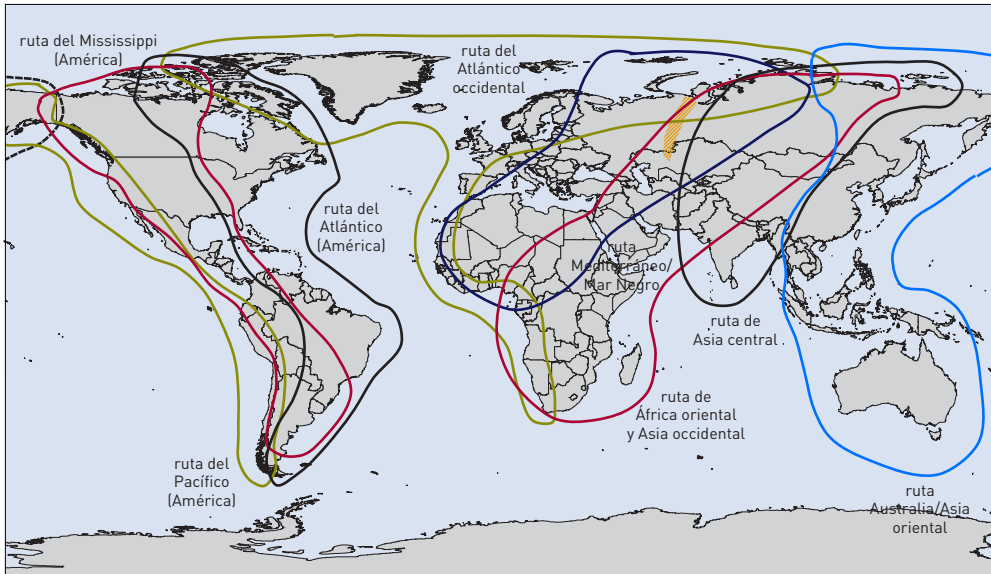 ruta del Mississippi
(América)
ruta del
Atlántico
occidental
ruta del
Atlántico
(América)
ruta
Mediterráneo/
Mar Negro
ruta de
Asia central
ruta de
África oriental
y Asia occidental
ruta del
Pacífico
(América)
ruta
Australia/Asia
oriental